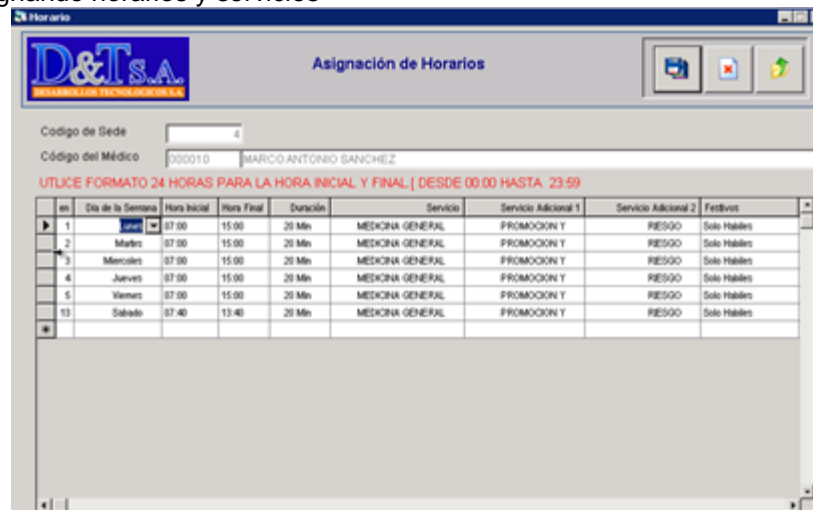 gnando horarios y servicios
Horario
D&T S.A.
DESARROLLOS TECNOLOGICOS S.A.
Asignación de Horarios
Codigo de Sede 4
Código del Médico 000010 MARCO ANTONIO SANCHEZ
UTLICE FORMATO 24 HORAS PARA LA HORA INICIAL Y FINAL [ DESDE 00:00 HASTA 23:59
en Dia de la Semana Hora Inicial Hora Final Duración Servicio Servicio Adicional 1 Servicio Adicional 2 Festivos
1 Lunes 07:00 15:00 20 Min MEDICINA GENERAL PROMOCION Y RIESGO Solo Habiles
2 Martes 07:00 15:00 20 Min MEDICINA GENERAL PROMOCION Y RIESGO Solo Habiles
3 Miercoles 07:00 15:00 20 Min MEDICINA GENERAL PROMOCION Y RIESGO Solo Habiles
4 Jueves 07:00 15:00 20 Min MEDICINA GENERAL PROMOCION Y RIESGO Solo Habiles
5 Viernes 07:00 15:00 20 Min MEDICINA GENERAL PROMOCION Y RIESGO Solo Habiles
13 Sabado 07:40 13:40 20 Min MEDICINA GENERAL PROMOCION Y RIESGO Solo Habiles